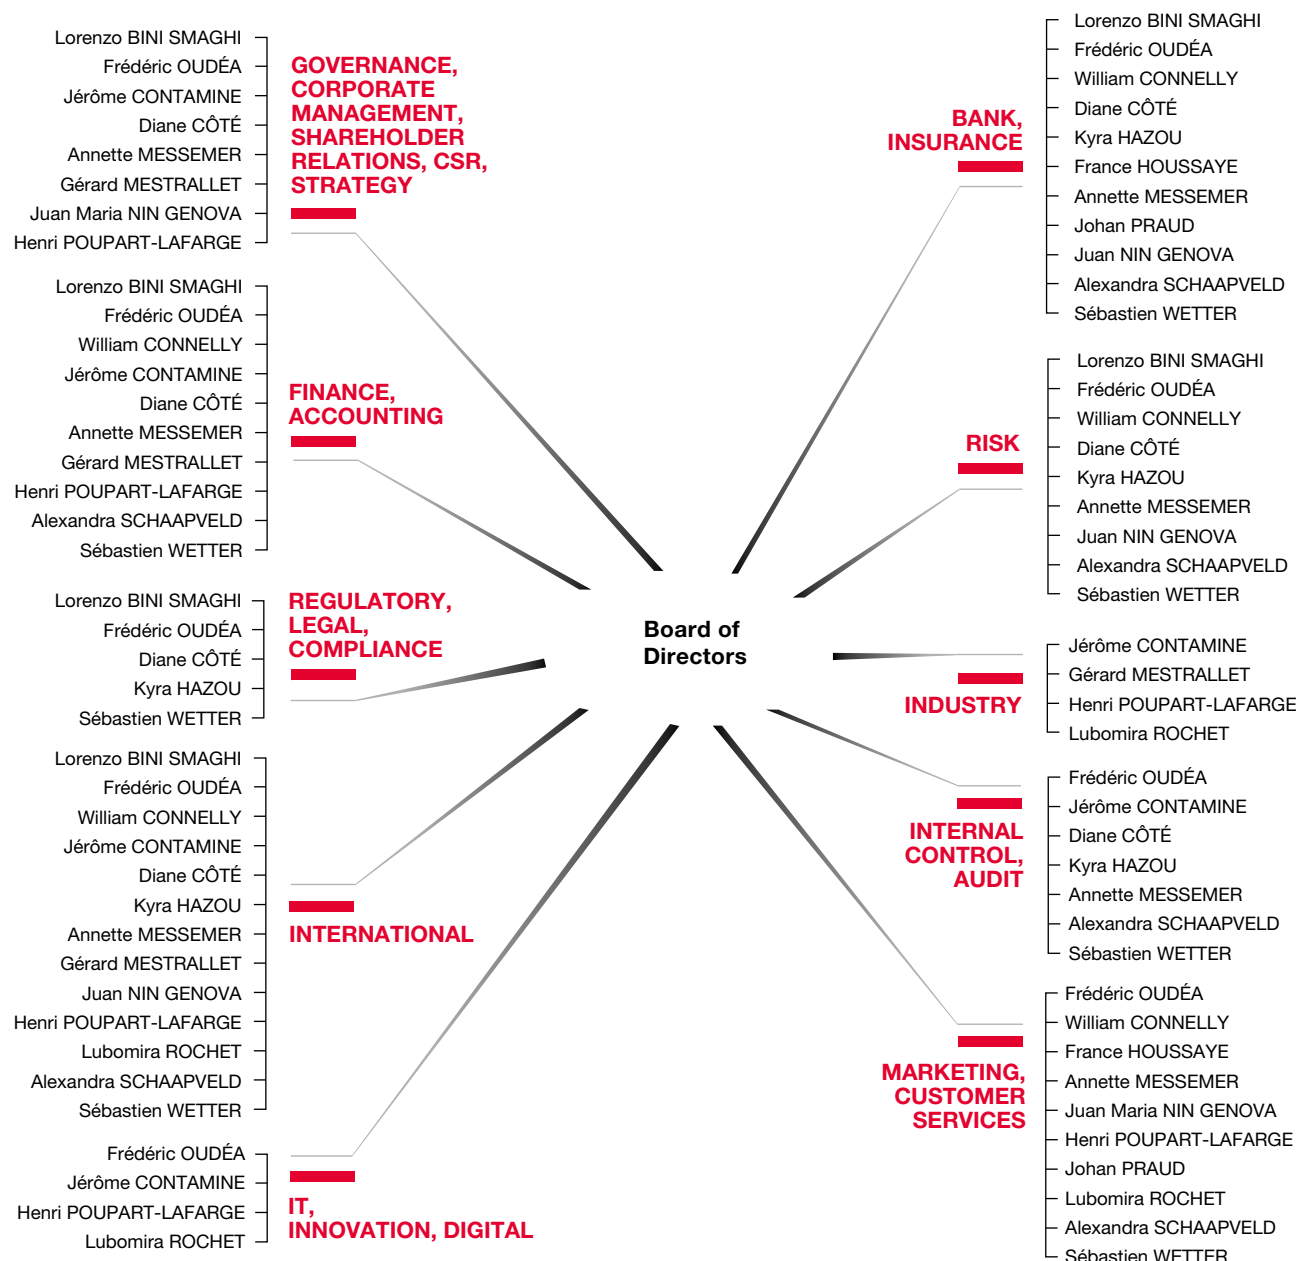 Lorenzo BINI SMAGHI
Frédéric OUDÉA
Jérôme CONTAMINE
Diane CÔTÉ
Annette MESSEMER
Gérard MESTRALLET
Juan Maria NIN GENOVA
Henri POUPART-LAFARGE
GOVERNANCE,
CORPORATE
MANAGEMENT,
SHAREHOLDER
RELATIONS, CSR,
STRATEGY
Lorenzo BINI SMAGHI
Frédéric OUDÉA
William CONNELLY
Jérôme CONTAMINE
Diane CÔTÉ
Annette MESSEMER
Gérard MESTRALLET
Henri POUPART-LAFARGE
Alexandra SCHAAPVELD
Sébastien WETTER
FINANCE,
ACCOUNTING
Lorenzo BINI SMAGHI
Frédéric OUDÉA
Diane CÔTÉ
Kyra HAZOU
Sébastien WETTER
REGULATORY,
LEGAL,
COMPLIANCE
Lorenzo BINI SMAGHI
Frédéric OUDÉA
William CONNELLY
Jérôme CONTAMINE
Diane CÔTÉ
Kyra HAZOU
Annette MESSEMER
Gérard MESTRALLET
Juan NIN GENOVA
Henri POUPART-LAFARGE
Lubomira ROCHET
Alexandra SCHAAPVELD
Sébastien WETTER
INTERNATIONAL
Frédéric OUDÉA
Jérôme CONTAMINE
Henri POUPART-LAFARGE
Lubomira ROCHET
IT,
INNOVATION, DIGITAL
Board of
Directors
BANK,
INSURANCE
Lorenzo BINI SMAGHI
Frédéric OUDÉA
William CONNELLY
Diane CÔTÉ
Kyra HAZOU
France HOUSSAYE
Annette MESSEMER
Johan PRAUD
Juan NIN GENOVA
Alexandra SCHAAPVELD
Sébastien WETTER
RISK
Lorenzo BINI SMAGHI
Frédéric OUDÉA
William CONNELLY
Diane CÔTÉ
Kyra HAZOU
Annette MESSEMER
Juan NIN GENOVA
Alexandra SCHAAPVELD
Sébastien WETTER
INDUSTRY
Jérôme CONTAMINE
Gérard MESTRALLET
Henri POUPART-LAFARGE
Lubomira ROCHET
INTERNAL
CONTROL,
AUDIT
Frédéric OUDÉA
Jérôme CONTAMINE
Diane CÔTÉ
Kyra HAZOU
Annette MESSEMER
Alexandra SCHAAPVELD
Sébastien WETTER
MARKETING,
CUSTOMER
SERVICES
Frédéric OUDÉA
William CONNELLY
France HOUSSAYE
Annette MESSEMER
Juan Maria NIN GENOVA
Henri POUPART-LAFARGE
Johan PRAUD
Lubomira ROCHET
Alexandra SCHAAPVELD
Sébastien WETTER